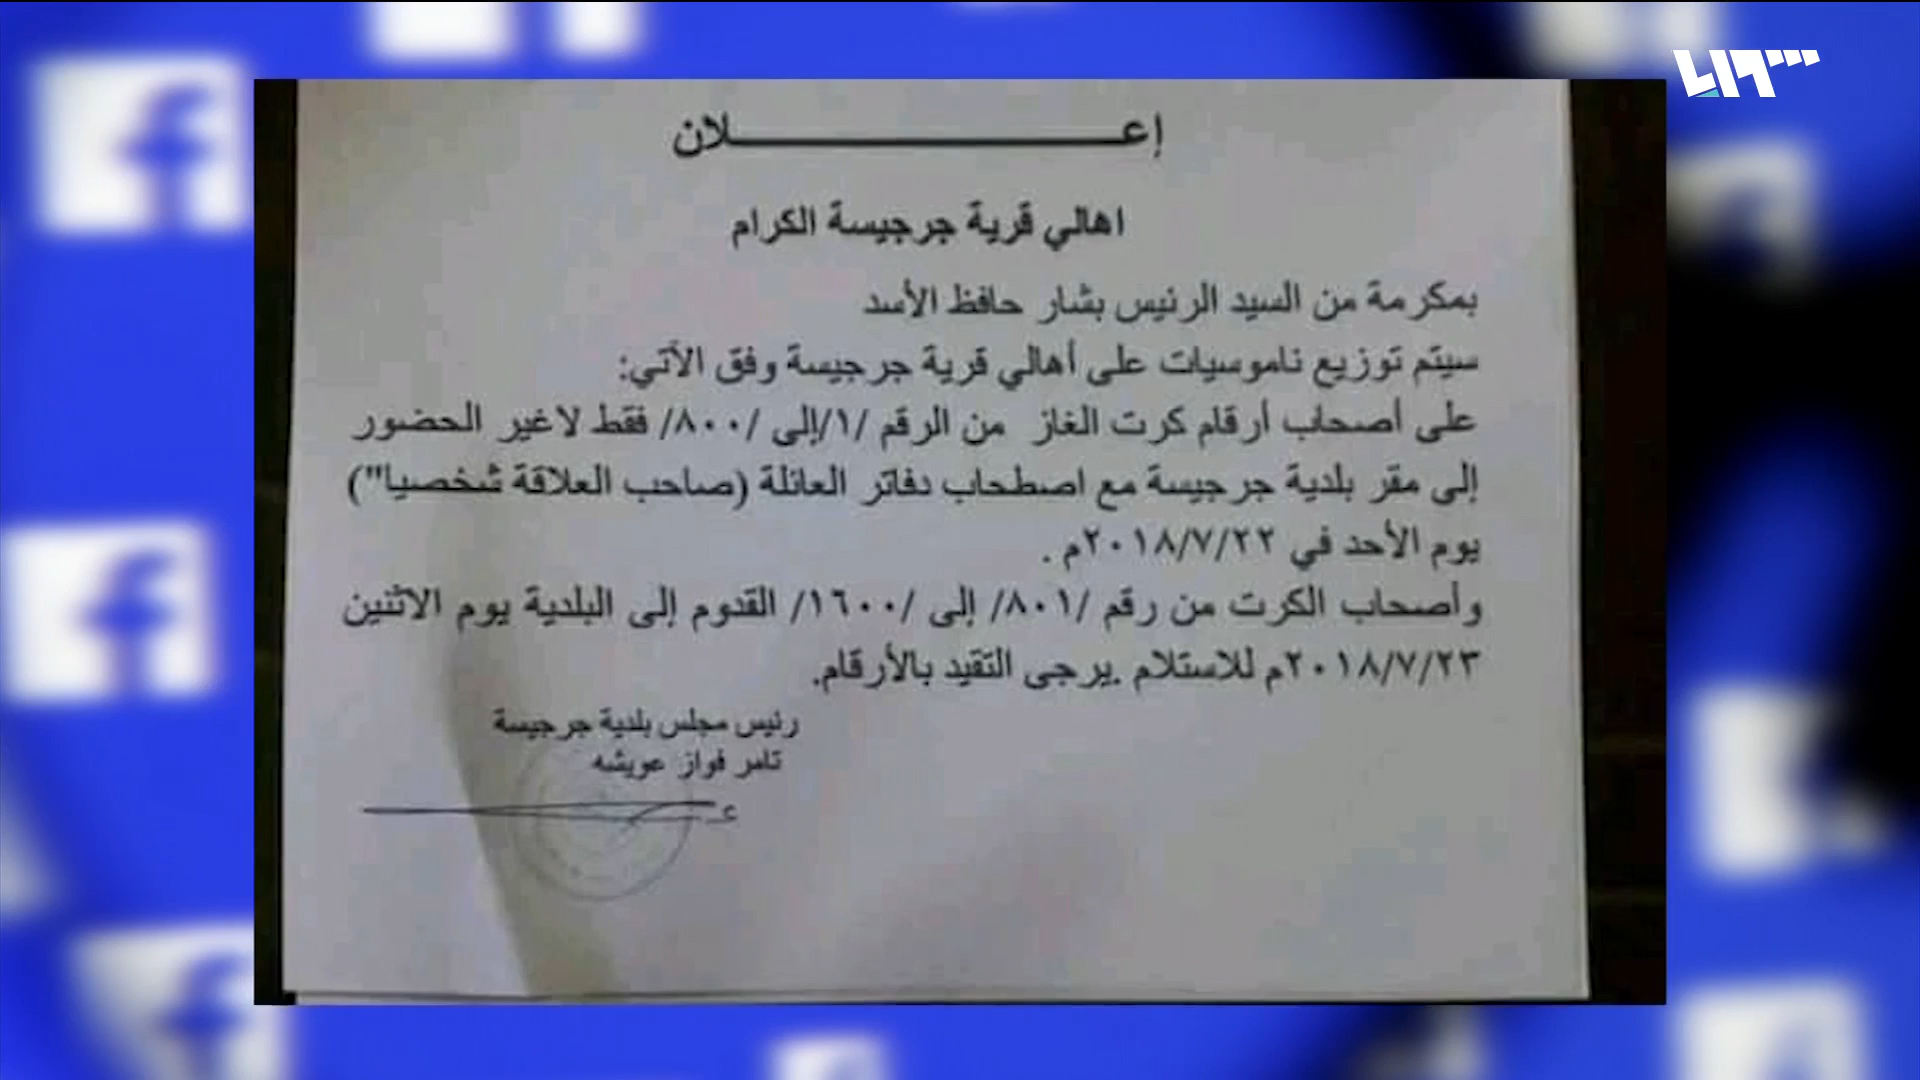 إعـــــــــــــــــــــــــلان
اهالي قرية جرجيسة الكرام
بمكرمة من السيد الرئيس بشار حافظ الأسد
سيتم توزيع ناموسيات على أهالي قرية جرجيسة وفق الآتي:
على أصحاب أرقام كرت الغاز من الرقم /١/إلى /٨٠٠/ فقط لاغير الحضور
إلى مقر بلدية جرجيسة مع اصطحاب دفاتر العائلة (صاحب العلاقة شخصيا")
يوم الأحد في ٢٠١٨/٧/٢٢م .
وأصحاب الكرت من رقم /٨٠١/ إلى /١٦٠٠/ القدوم إلى البلدية يوم الاثنين
٢٠١٨/٧/٢٣م للاستلام .يرجى التقيد بالأرقام.
رئيس مجلس بلدية جرجيسة
تامر فواز عويشه